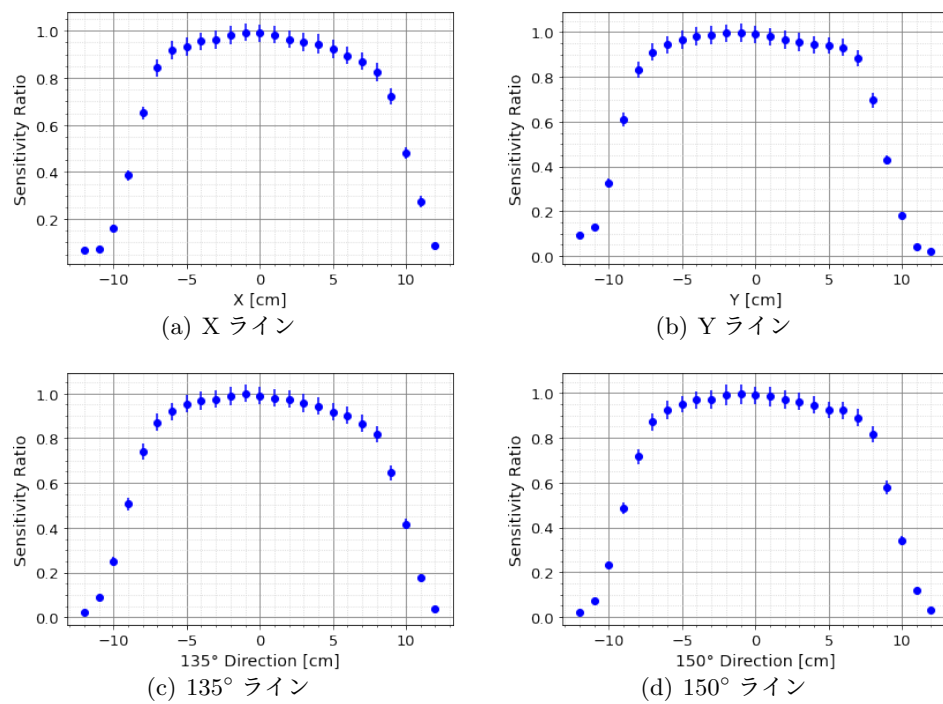 1.0
0.8
0.6
0.4
0.2
Sensitivity Ratio
−10 −5 0 5 10
X [cm]
(a) X ライン
1.0
0.8
0.6
0.4
0.2
0.0
Sensitivity Ratio
−10 −5 0 5 10
Y [cm]
(b) Y ライン
1.0
0.8
0.6
0.4
0.2
0.0
Sensitivity Ratio
−10 −5 0 5 10
135° Direction [cm]
(c) 135° ライン
1.0
0.8
0.6
0.4
0.2
0.0
Sensitivity Ratio
−10 −5 0 5 10
150° Direction [cm]
(d) 150° ライン